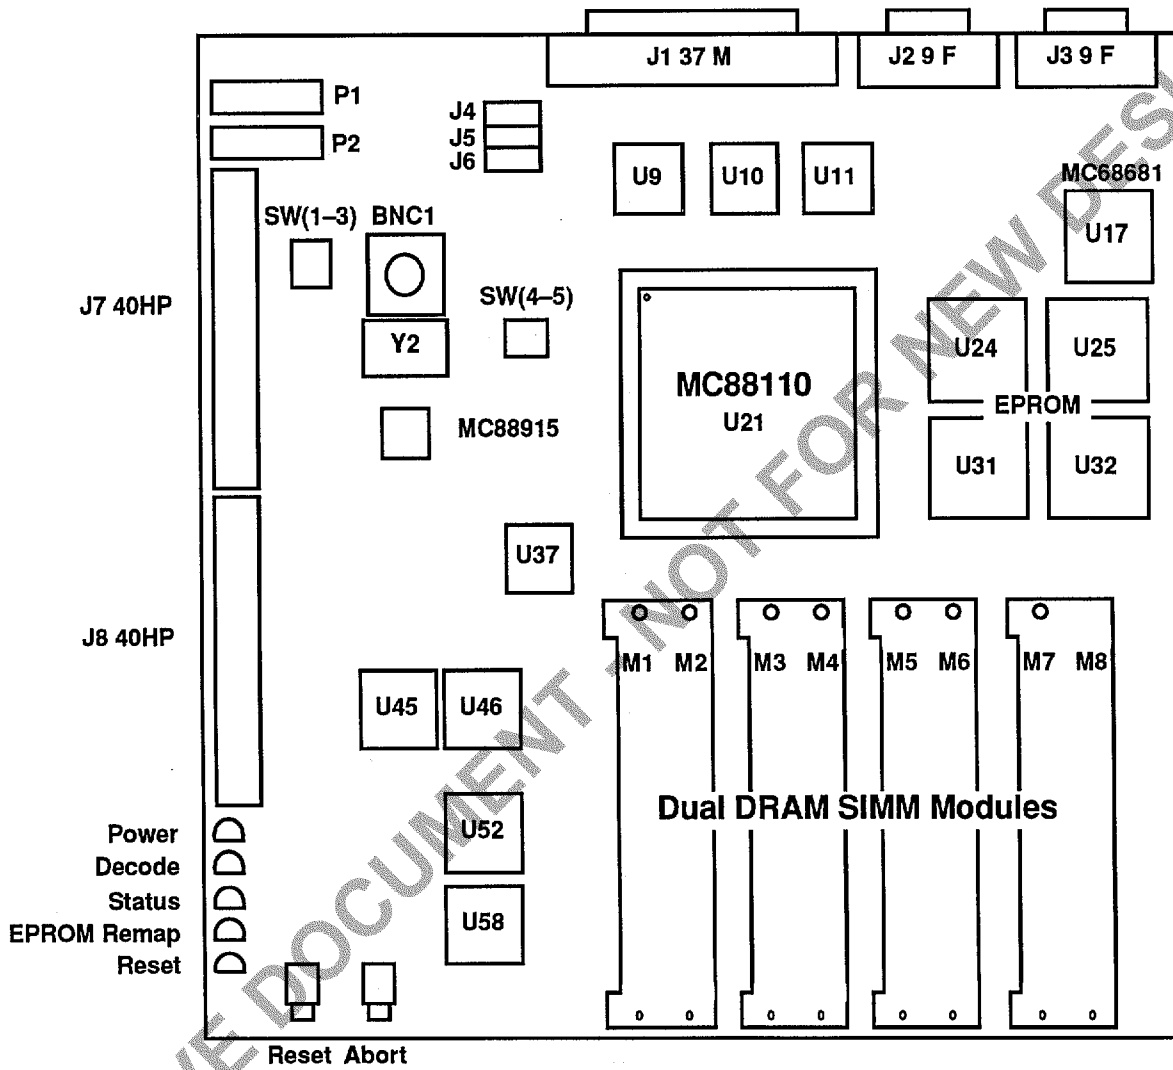 J1 37 M
J2 9 F
J3 9 F
P1
P2
J4
J5
J6
U9
U10
U11
MC68681
U17
SW(1–3)
BNC1
J7 40HP
SW(4–5)
Y2
MC88110
U21
U24
U25
EPROM
U31
U32
MC88915
U37
J8 40HP
M1
M2
M3
M4
M5
M6
M7
M8
U45
U46
Dual DRAM SIMM Modules
U52
U58
Power
Decode
Status
EPROM Remap
Reset
Reset
Abort
VE DOCUMENT - NOT FOR NEW DES